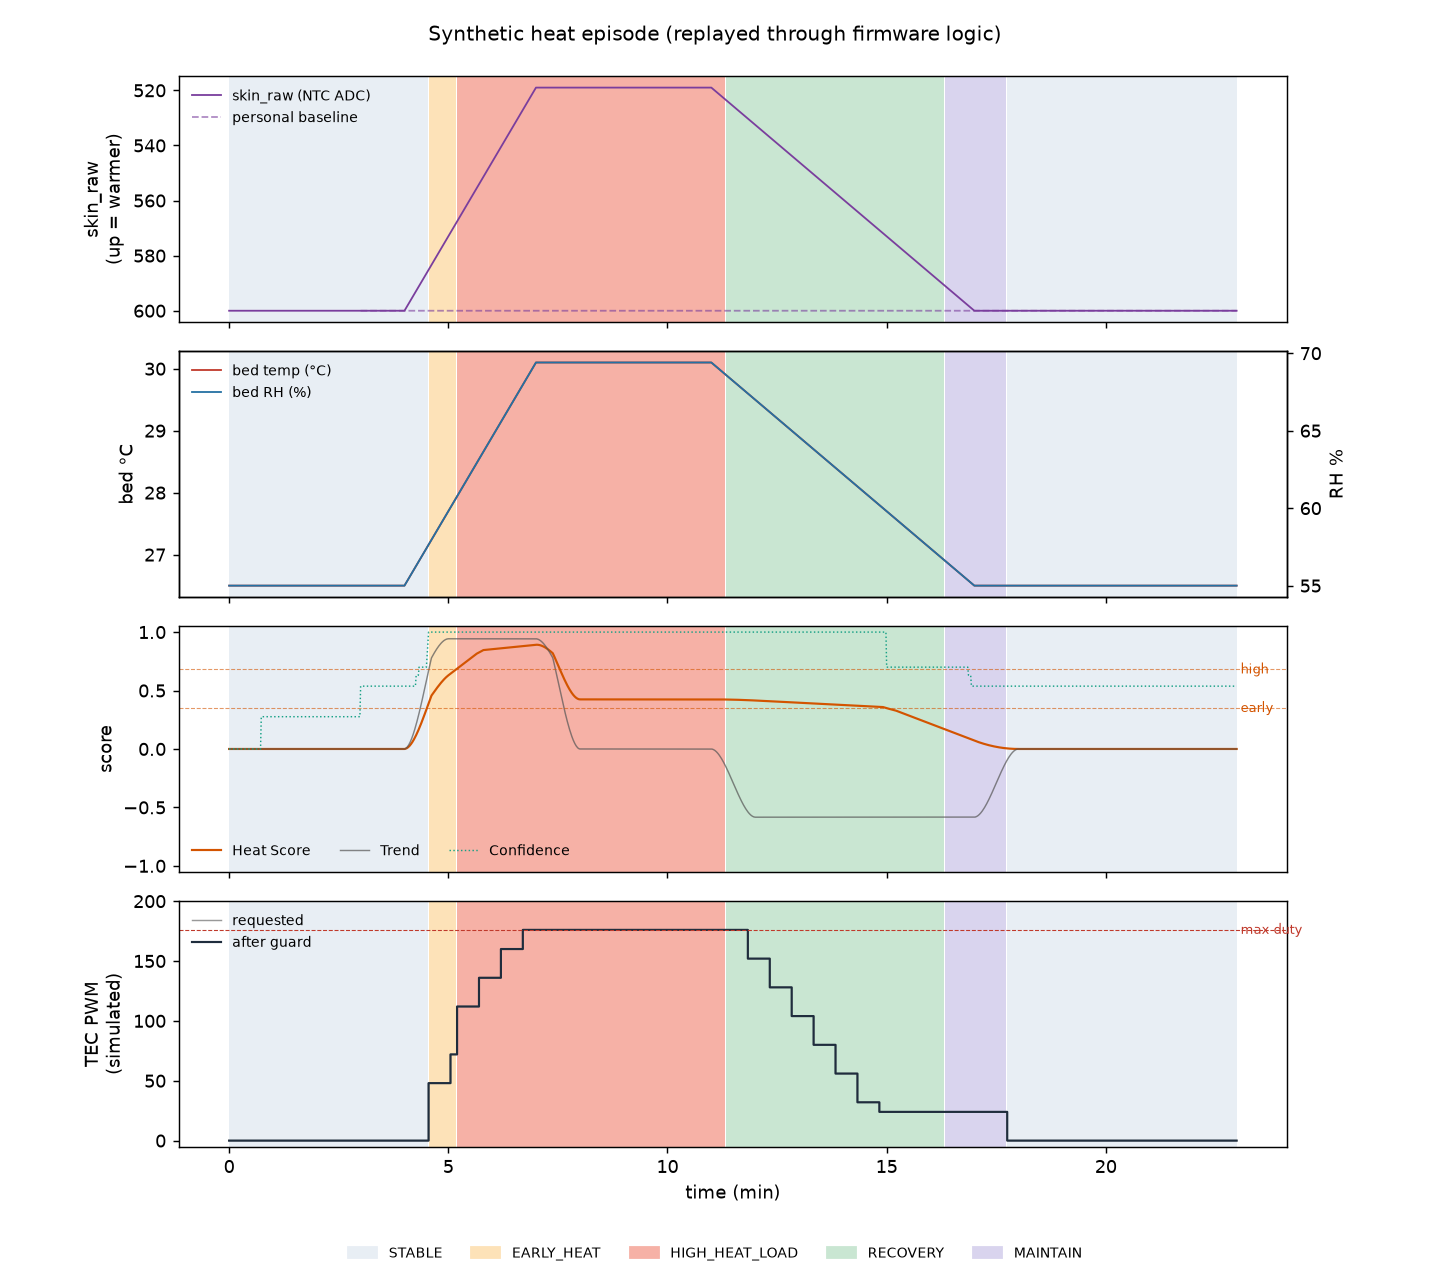 Synthetic heat episode (replayed through firmware logic)
skin_raw
(up = warmer)
520
540
560
580
600
skin_raw (NTC ADC)
personal baseline
bed °C
30
29
28
27
bed temp (°C)
bed RH (%)
70
65
60
55
RH %
score
1.0
0.5
0.0
−0.5
−1.0
high
early
Heat Score
Trend
Confidence
TEC PWM
(simulated)
200
150
100
50
0
requested
after guard
max duty
0
5
10
15
20
time (min)
STABLE
EARLY_HEAT
HIGH_HEAT_LOAD
RECOVERY
MAINTAIN